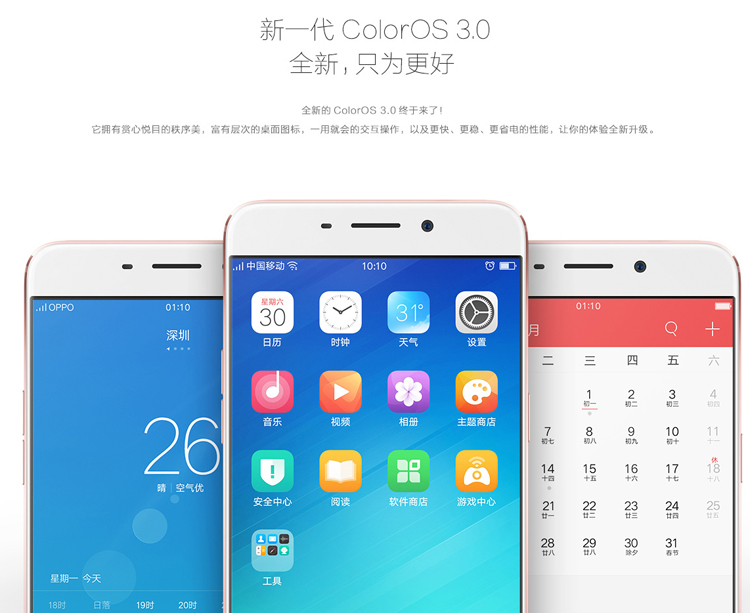 新一代 ColorOS 3.0
全新，只为更好
全新的 ColorOS 3.0 终于来了！
它拥有赏心悦目的秩序美，富有层次的桌面图标，一用就会的交互操作，以及更快、更稳、更省电的性能，让你的体验全新升级。
OPPO 01:10
深圳
26
晴 空气优
星期一 今天
18时 日落 19时 20时
中国移动 10:10
星期六
30 31°
日历 时钟 天气 设置
音乐 视频 相册 主题商店
安全中心 阅读 软件商店 游戏中心
工具
01:10
月
二 三 四 五 六
1 2 3 4
初一 初二 初三 初四
7 8 9 10 11
初七 初八 初九 初十 十一
休
14 15 16 17 18
十四 十五 十六 十七 十八
21 22 23 24 25
廿一 廿二 廿三 廿四 廿五
28 29 30 31
廿八 廿九 除夕 春节